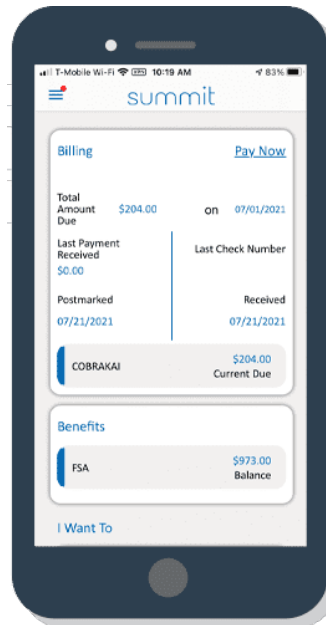 T-Mobile Wi-Fi VPN 10:19 AM 83%
summit
Billing Pay Now
Total
Amount $204.00 on 07/01/2021
Due
Last Payment
Received Last Check Number
$0.00
Postmarked Received
07/21/2021 07/21/2021
COBRAKAI $204.00
Current Due
Benefits
FSA $973.00
Balance
I Want To